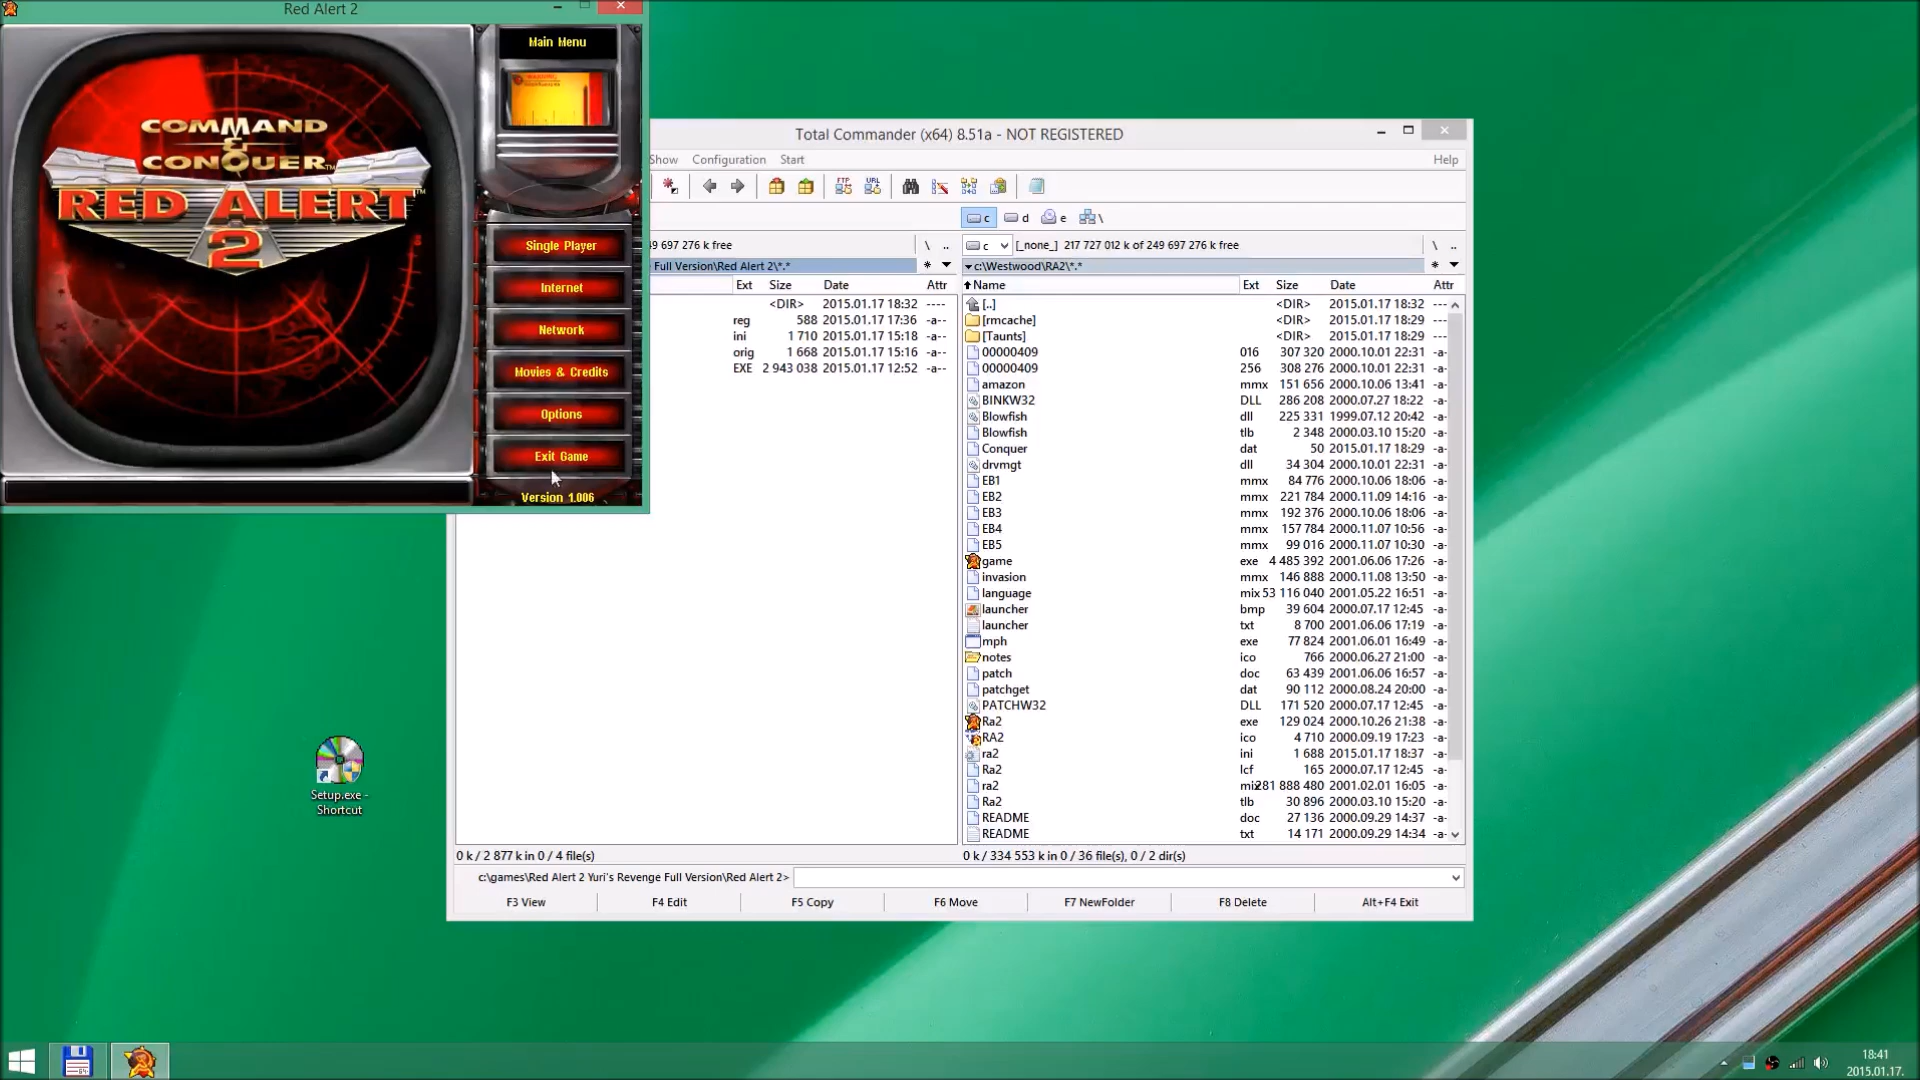 Red Alert 2
Main Menu
COMMAND
&
CONQUER
RED ALERT
2
Single Player
Internet
Network
Movies & Credits
Options
Exit Game
Version 1.006
Total Commander (x64) 8.51a - NOT REGISTERED
Show Configuration Start Help
FTP URL
c d e \
49 697 276 k free \ ..
c [_none_] 217 727 012 k of 249 697 276 k free \ ..
Full Version\Red Alert 2\*.* *
c:\Westwood\RA2\*.* *
Ext Size Date Attr
<DIR> 2015.01.17 18:32 ----
reg 588 2015.01.17 17:36 -a--
ini 1 710 2015.01.17 15:18 -a--
orig 1 668 2015.01.17 15:16 -a--
EXE 2 943 038 2015.01.17 12:52 -a--
Name Ext Size Date Attr
[..] <DIR> 2015.01.17 18:32 ---
[rmcache] <DIR> 2015.01.17 18:29 ---
[Taunts] <DIR> 2015.01.17 18:29 ---
00000409 016 307 320 2000.10.01 22:31 -a-
00000409 256 308 276 2000.10.01 22:31 -a-
amazon mmx 151 656 2000.10.06 13:41 -a-
BINKW32 DLL 286 208 2000.07.27 18:22 -a-
Blowfish dll 225 331 1999.07.12 20:42 -a-
Blowfish tlb 2 348 2000.03.10 15:20 -a-
Conquer dat 50 2015.01.17 18:29 -a-
drvmgt dll 34 304 2000.10.01 22:31 -a-
EB1 mmx 84 776 2000.10.06 18:06 -a-
EB2 mmx 221 784 2000.11.09 14:16 -a-
EB3 mmx 192 376 2000.10.06 18:06 -a-
EB4 mmx 157 784 2000.11.07 10:56 -a-
EB5 mmx 99 016 2000.11.07 10:30 -a-
game exe 4 485 392 2001.06.06 17:26 -a-
invasion mmx 146 888 2000.11.08 13:50 -a-
language mix 53 116 040 2001.05.22 16:51 -a-
launcher bmp 39 604 2000.07.17 12:45 -a-
launcher txt 8 700 2001.06.06 17:19 -a-
mph exe 77 824 2001.06.01 16:49 -a-
notes ico 766 2000.06.27 21:00 -a-
patch doc 63 439 2001.06.06 16:57 -a-
patchget dat 90 112 2000.08.24 20:00 -a-
PATCHW32 DLL 171 520 2000.07.17 12:45 -a-
Ra2 exe 129 024 2000.10.26 21:38 -a-
RA2 ico 4 710 2000.09.19 17:23 -a-
ra2 ini 1 688 2015.01.17 18:37 -a-
Ra2 lcf 165 2000.07.17 12:45 -a-
ra2 mix 281 888 480 2001.02.01 16:05 -a-
Ra2 tlb 30 896 2000.03.10 15:20 -a-
README doc 27 136 2000.09.29 14:37 -a-
README txt 14 171 2000.09.29 14:34 -a-
0 k / 2 877 k in 0 / 4 file(s)
0 k / 334 553 k in 0 / 36 file(s), 0 / 2 dir(s)
c:\games\Red Alert 2 Yuri's Revenge Full Version\Red Alert 2>
F3 View F4 Edit F5 Copy F6 Move F7 NewFolder F8 Delete Alt+F4 Exit
Setup.exe -
Shortcut
18:41
2015.01.17.